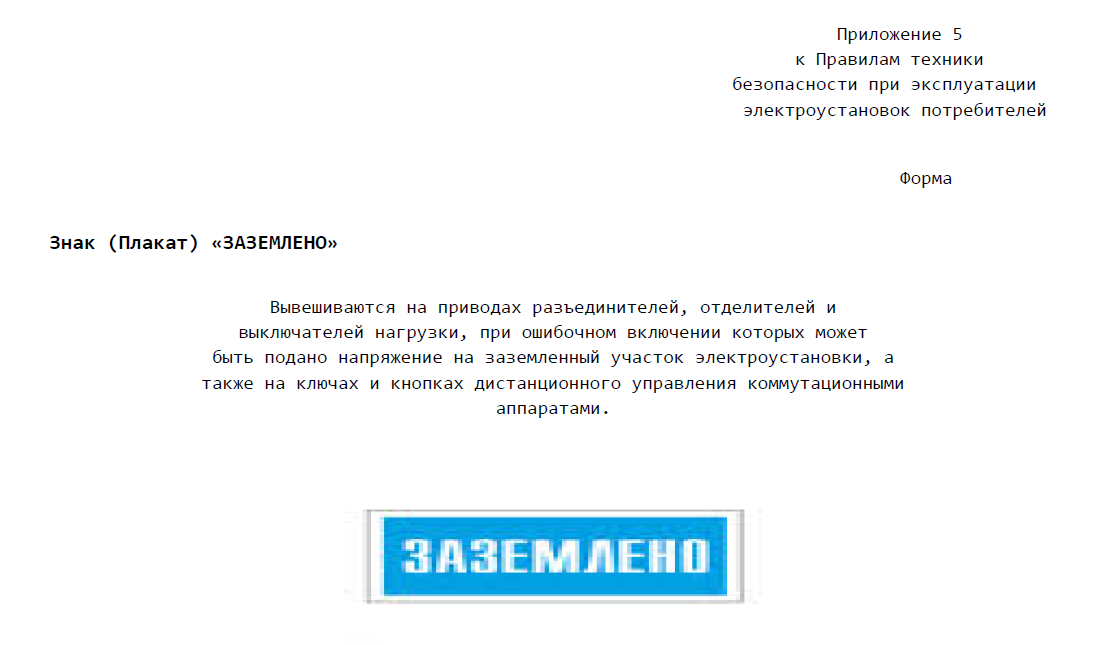 Приложение 5
к Правилам техники
безопасности при эксплуатации
электроустановок потребителей
Форма
Знак (Плакат) «ЗАЗЕМЛЕНО»
Вывешиваются на приводах разъединителей, отделителей и
выключателей нагрузки, при ошибочном включении которых может
быть подано напряжение на заземленный участок электроустановки, а
также на ключах и кнопках дистанционного управления коммутационными
аппаратами.
ЗАЗЕМЛЕНО